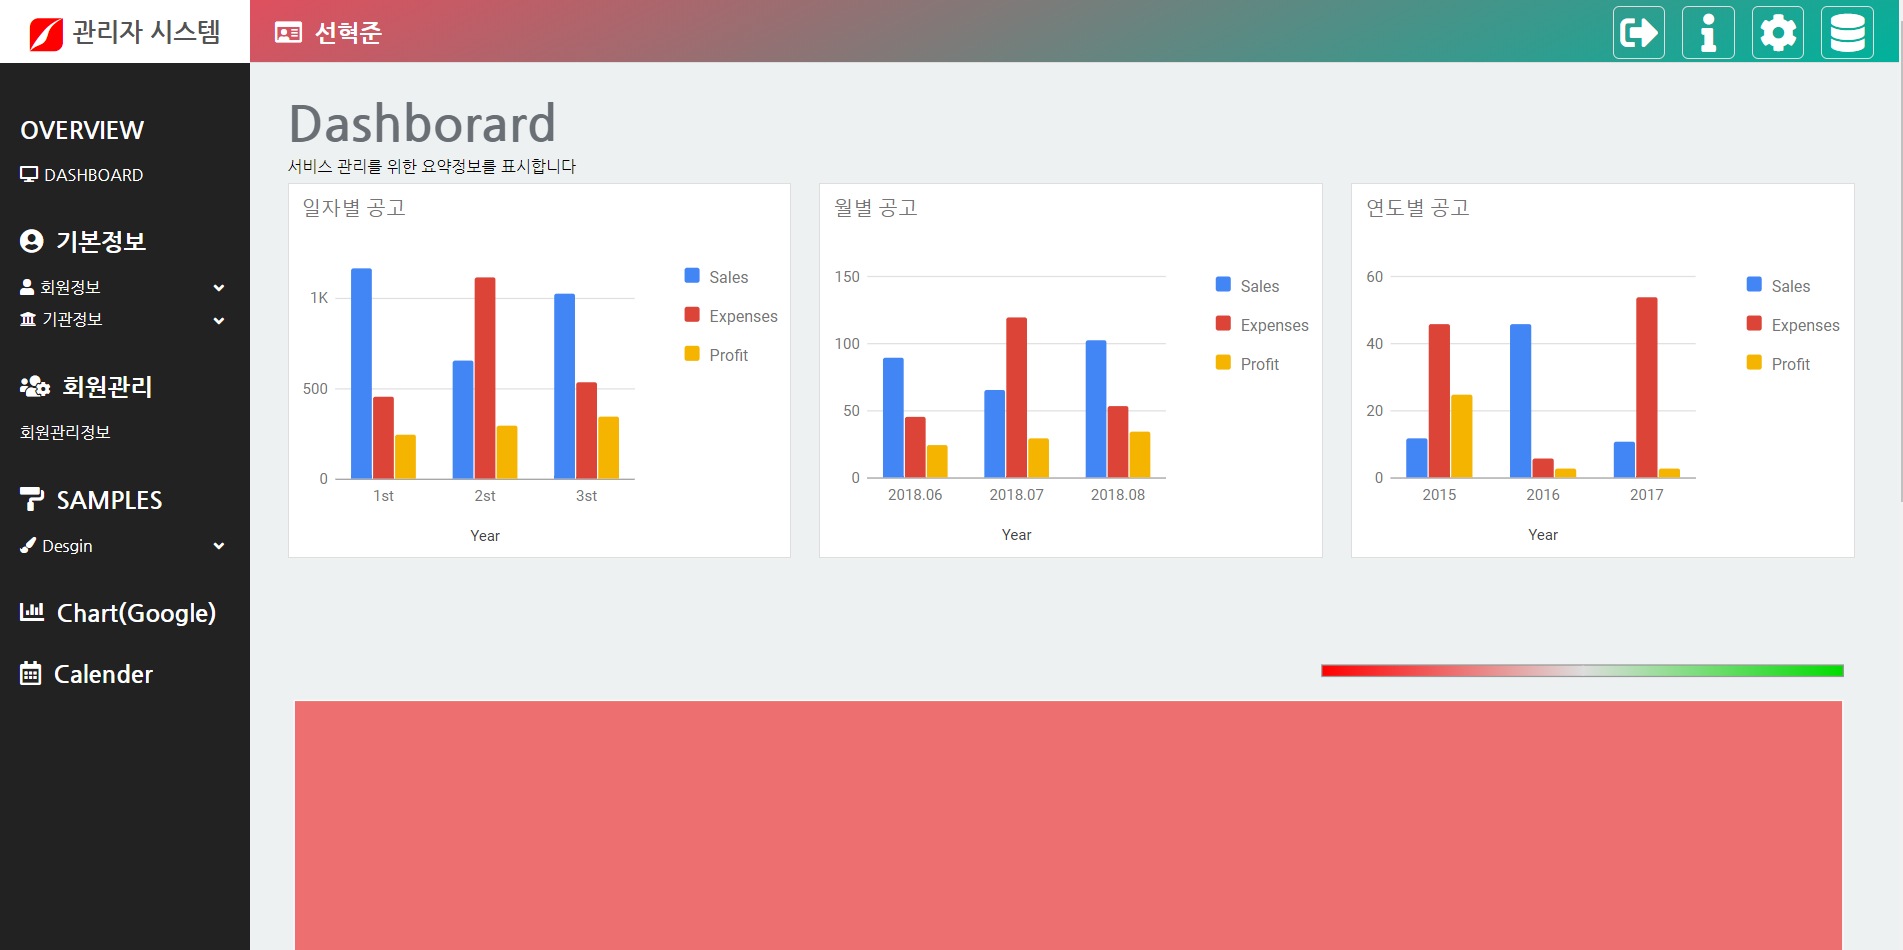 관리자 시스템
선혁준
OVERVIEW
DASHBOARD
기본정보
회원정보
기관정보
회원관리
회원관리정보
SAMPLES
Desgin
Chart(Google)
Calender
Dashborard
서비스 관리를 위한 요약정보를 표시합니다
일자별 공고
1K
500
0
1st
2st
3st
Year
Sales
Expenses
Profit
월별 공고
150
100
50
0
2018.06
2018.07
2018.08
Year
Sales
Expenses
Profit
연도별 공고
60
40
20
0
2015
2016
2017
Year
Sales
Expenses
Profit